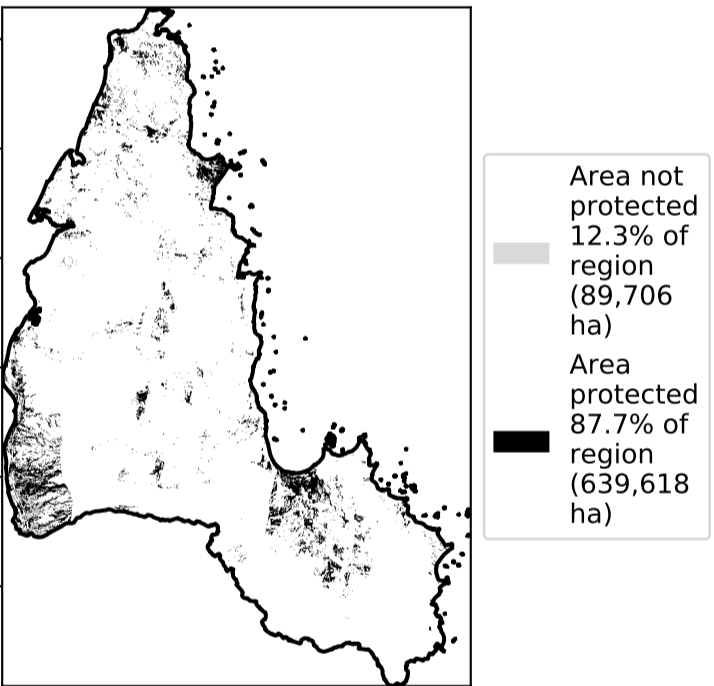 Area not
protected
12.3% of
region
(89,706
ha)
Area
protected
87.7% of
region
(639,618
ha)